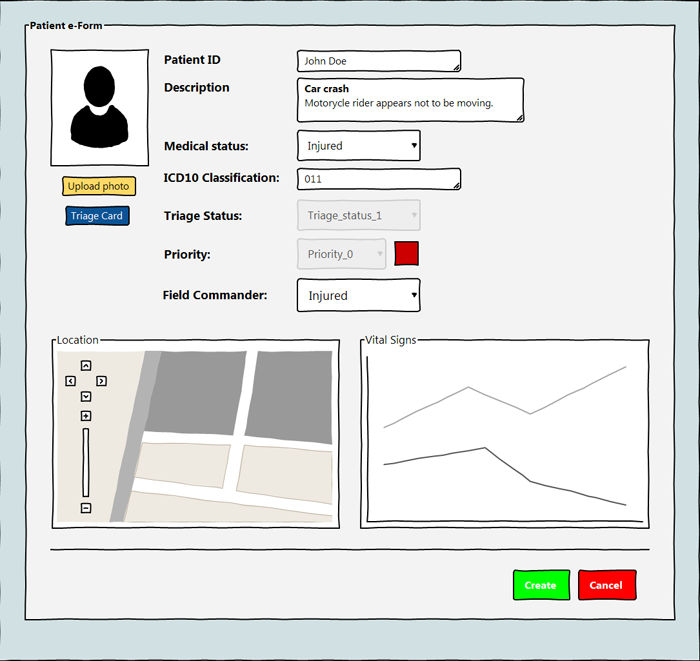 Patient e-Form
Patient ID
John Doe
Description
Car crash
Motorycle rider appears not to be moving.
Medical status:
Injured
Upload photo
ICD10 Classification:
011
Triage Card
Triage Status:
Triage_status_1
Priority:
Priority_0
Field Commander:
Injured
Location
Vital Signs
Create
Cancel